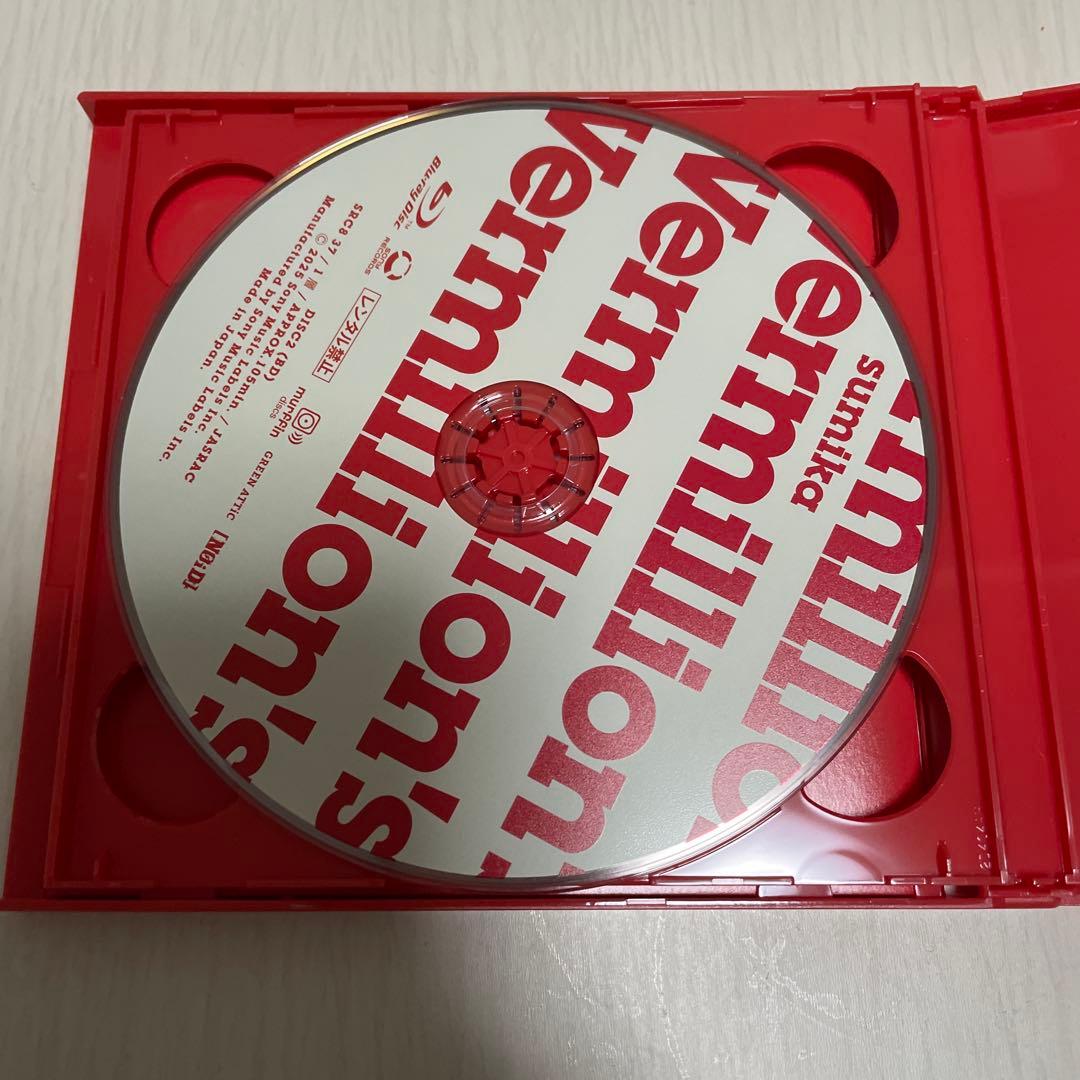 Vermillion's
Vermillion's
Vermillion
sumika
Blu-ray Disc
TM
SONY
RECORDS
レンタル禁止
murffin
discs
GREEN ATTIC
[NOiD]
DISC2 (BD)
SRC8 37 / 1層 / APPROX 105min. / JASRAC
© 2025 Sony Music Labels Inc.
Manufactured by Sony Music Labels Inc.
Made in Japan.